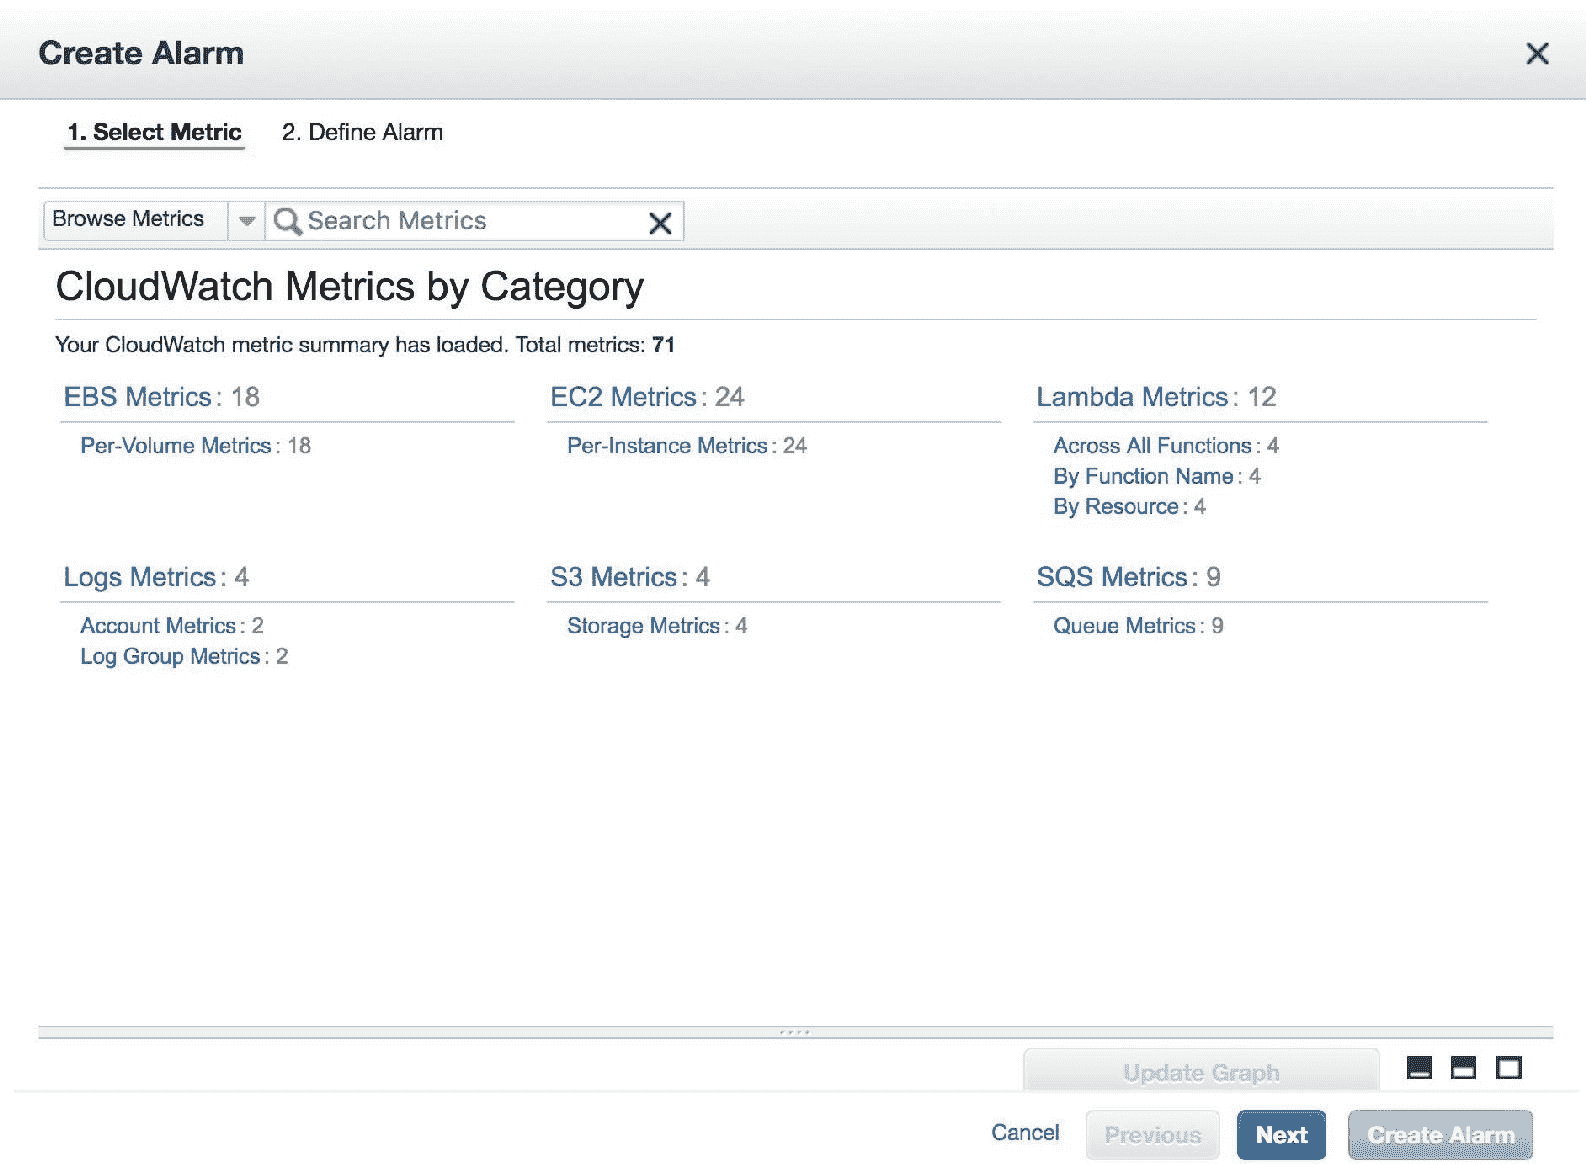 Create Alarm
1. Select Metric 2. Define Alarm
Browse Metrics Search Metrics
CloudWatch Metrics by Category
Your CloudWatch metric summary has loaded. Total metrics: 71
EBS Metrics : 18 EC2 Metrics : 24 Lambda Metrics : 12
Per-Volume Metrics : 18 Per-Instance Metrics : 24 Across All Functions : 4
By Function Name : 4
By Resource : 4
Logs Metrics : 4 S3 Metrics : 4 SQS Metrics : 9
Account Metrics : 2 Storage Metrics : 4 Queue Metrics : 9
Log Group Metrics : 2
Update Graph
Cancel Previous Next Create Alarm